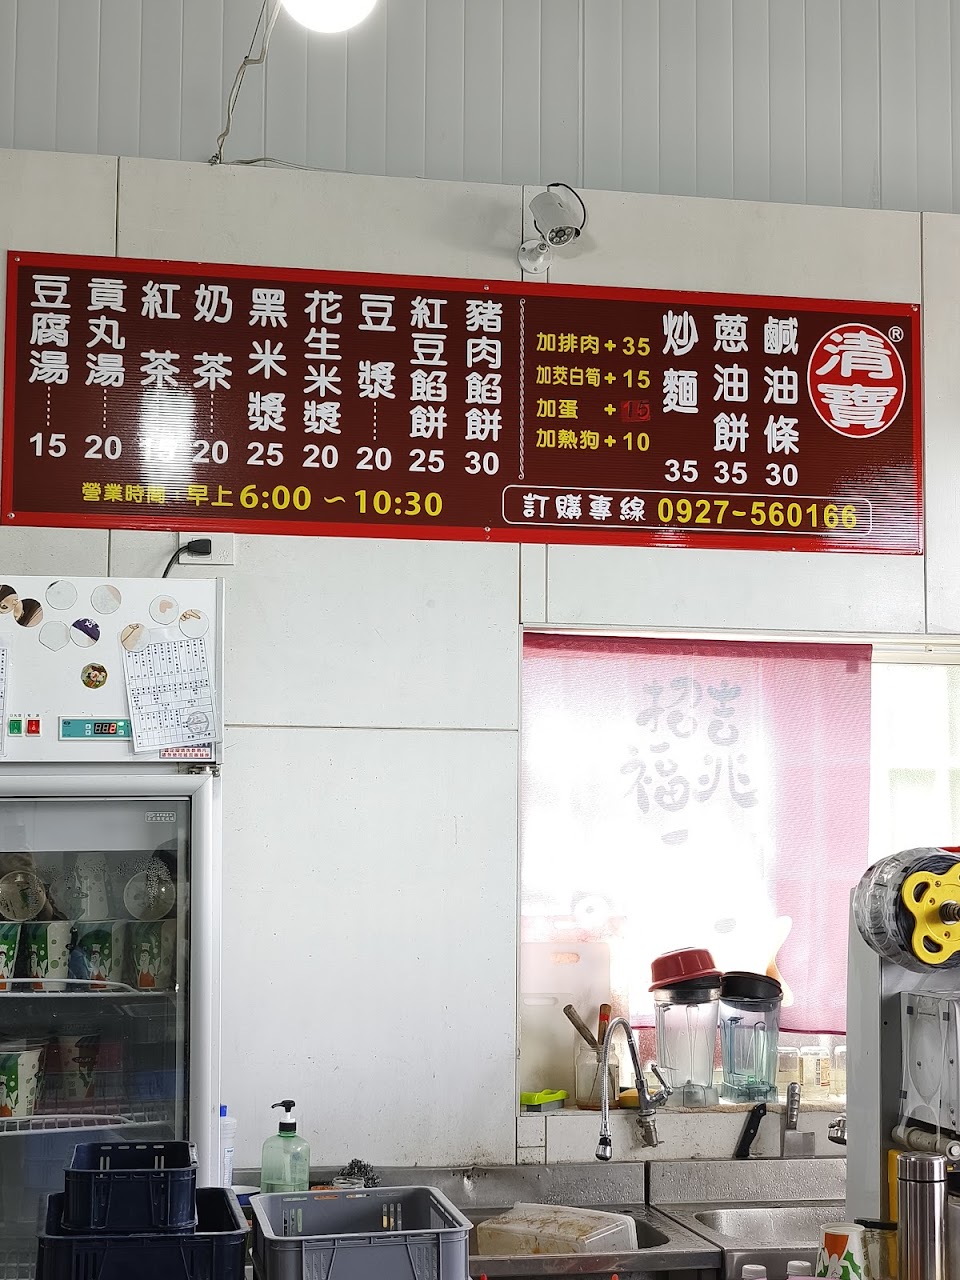 清寶®
鹹油條 30
蔥油餅 35
炒麵 35
加排肉+35
加茭白筍+15
加蛋 +15
加熱狗+10
訂購專線 0927-560166
豬肉餡餅 30
紅豆餡餅 25
豆漿 20
花生米漿 20
黑米漿 25
奶茶 20
紅茶 15
貢丸湯 20
豆腐湯 15
營業時間：早上6:00～10:30
吉兆
招福